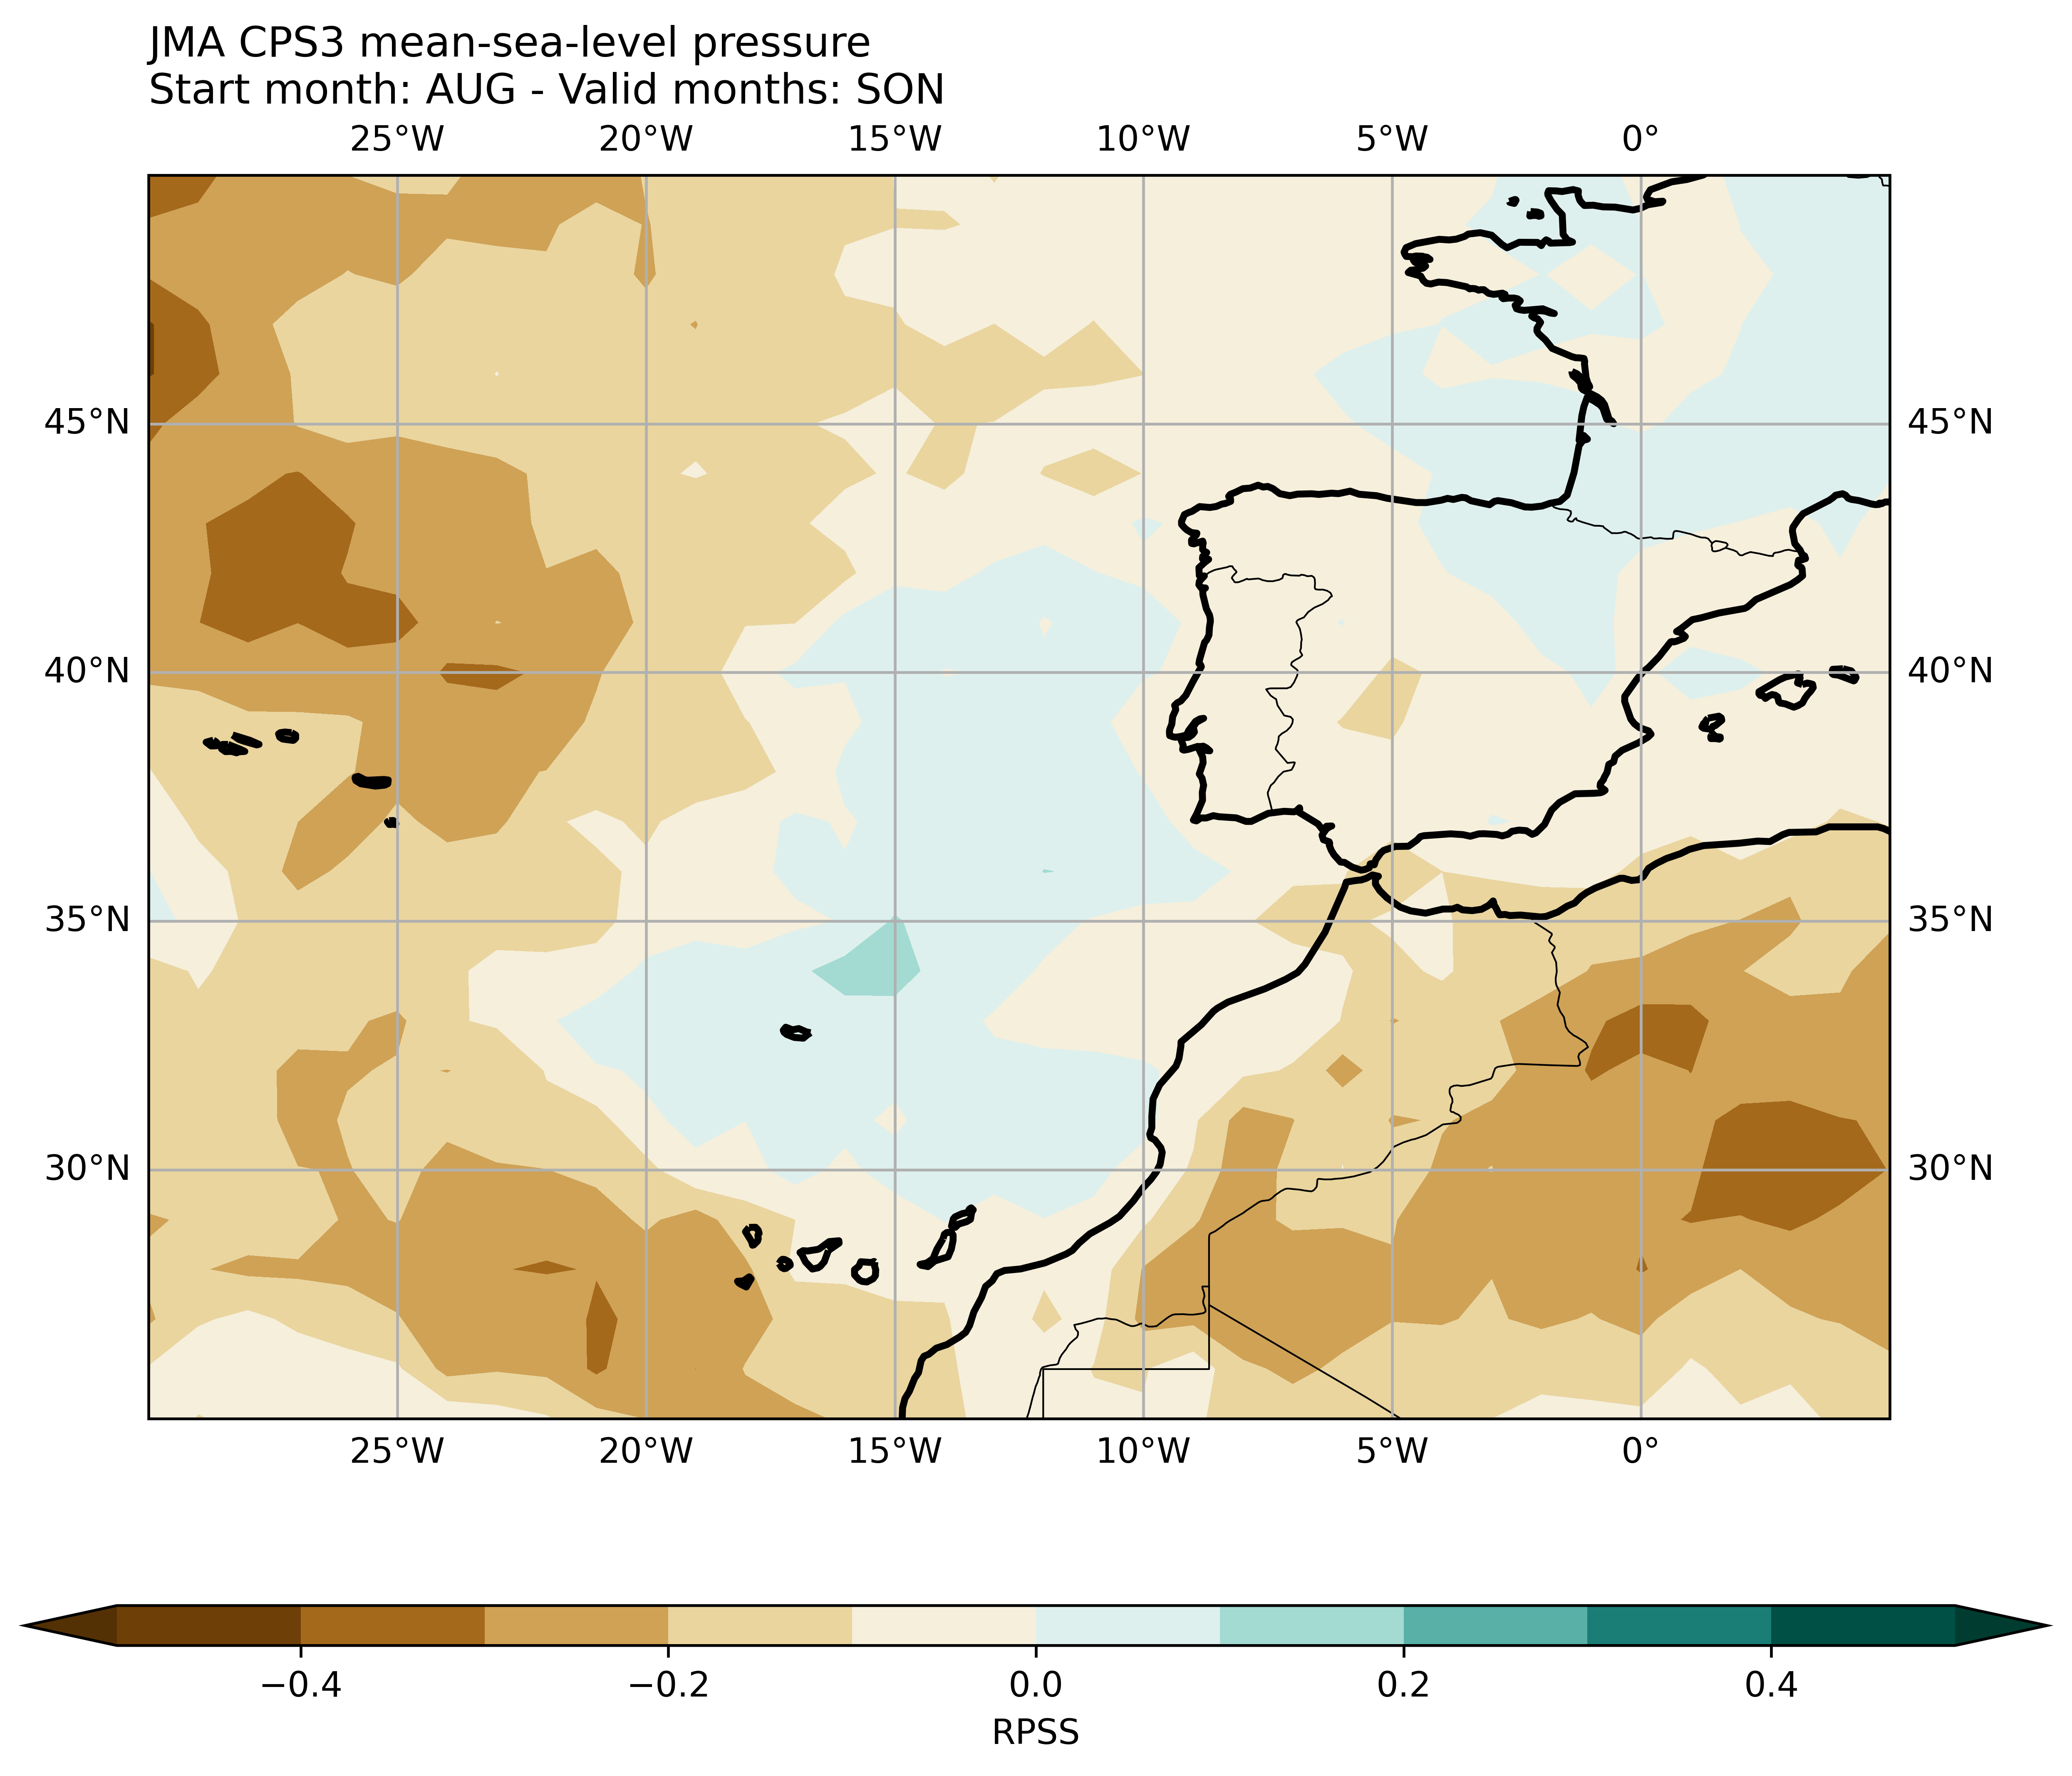 JMA CPS3 mean-sea-level pressure
Start month: AUG - Valid months: SON
25°W 20°W 15°W 10°W 5°W 0°
45°N 45°N
40°N 40°N
35°N 35°N
30°N 30°N
25°W 20°W 15°W 10°W 5°W 0°
−0.4 −0.2 0.0 0.2 0.4
RPSS